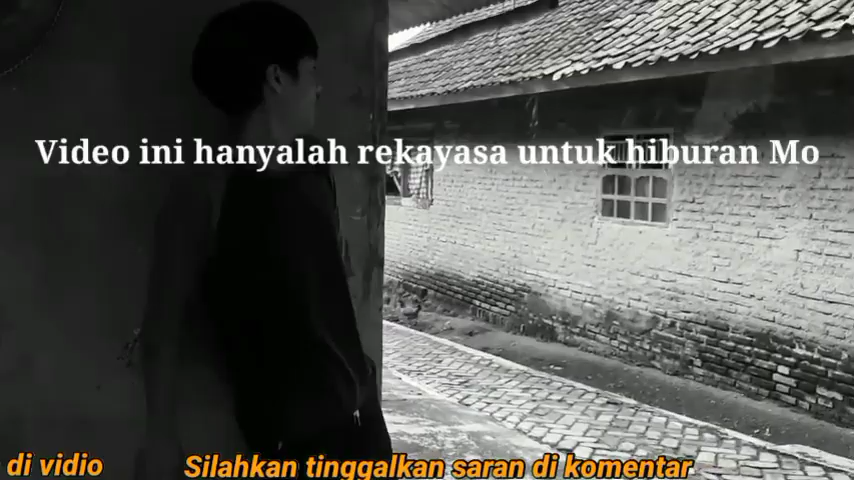 Video ini hanyalah rekayasa untuk hiburan Mo
di vidio Silahkan tinggalkan saran di komentar